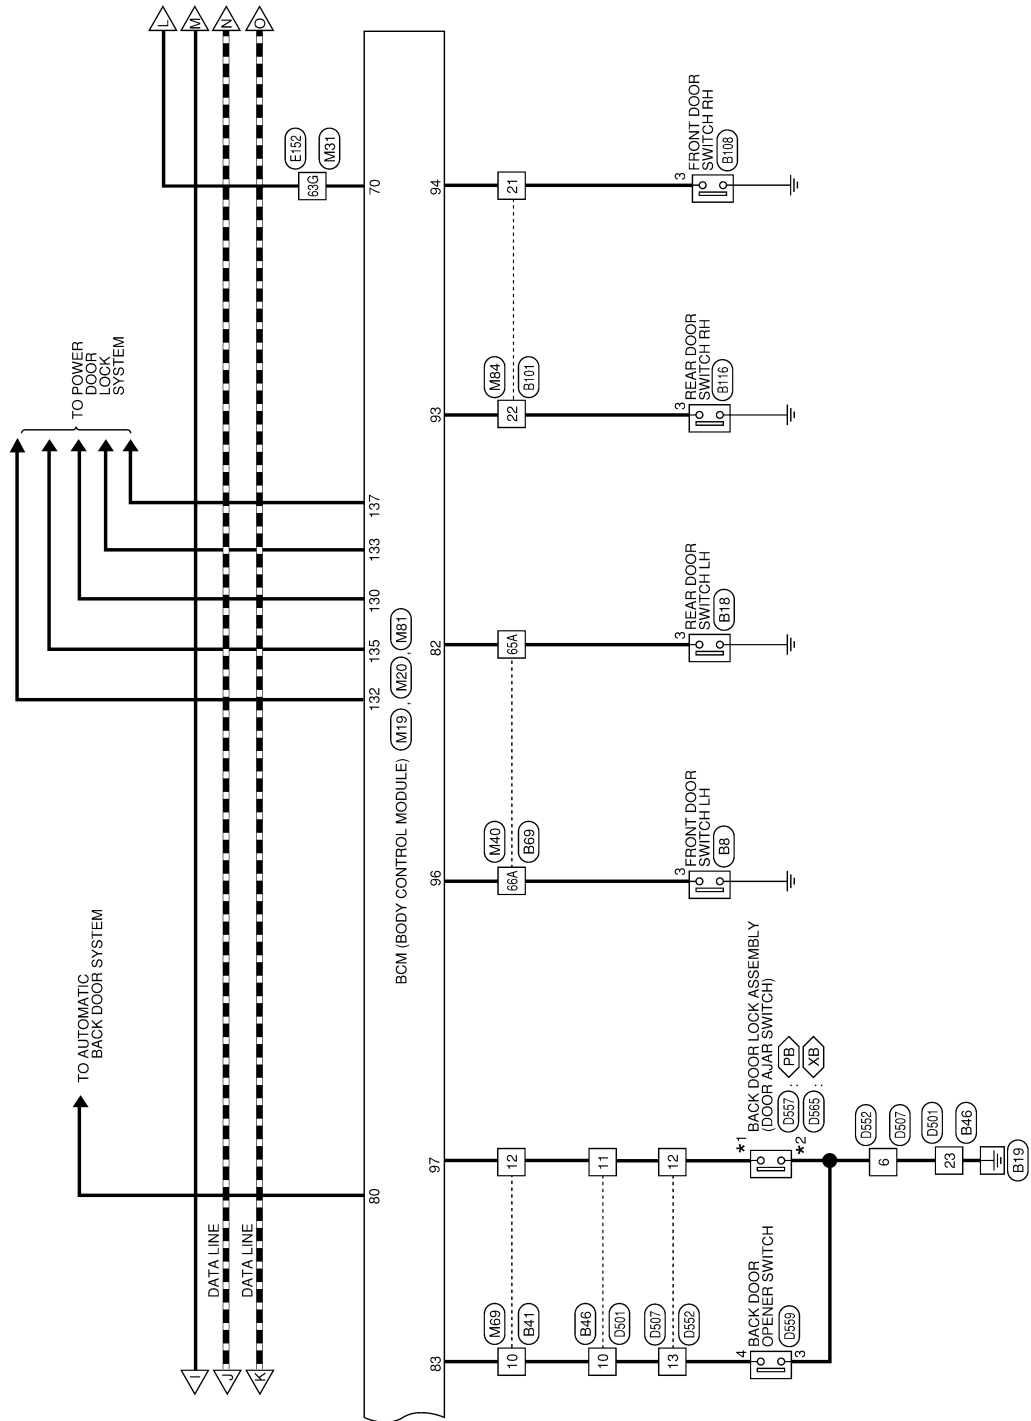 L
M
N
O
E152
M31
63G
70
94
21
3
FRONT DOOR
SWITCH RH
B108
TO POWER
DOOR
LOCK
SYSTEM
M84
B101
93
22
3
REAR DOOR
SWITCH RH
B116
137
133
130
135
132
BCM (BODY CONTROL MODULE) M19 , M20 , M81
82
65A
3
REAR DOOR
SWITCH LH
B18
M40
B69
96
66A
3
FRONT DOOR
SWITCH LH
B8
TO AUTOMATIC
BACK DOOR SYSTEM
80
97
12
11
12
*1
*2
BACK DOOR LOCK ASSEMBLY
(DOOR AJAR SWITCH)
D557 : PB
D565 : XB
D552
D507
6
D501
B46
23
B19
DATA LINE
DATA LINE
M69
B41
B46
D501
D507
D552
83
10
10
13
4
3
BACK DOOR
OPENER SWITCH
D559
I
J
K